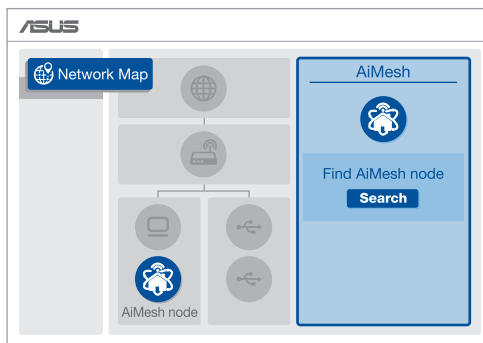 ASUS
Network Map
AiMesh
Find AiMesh node
Search
AiMesh node